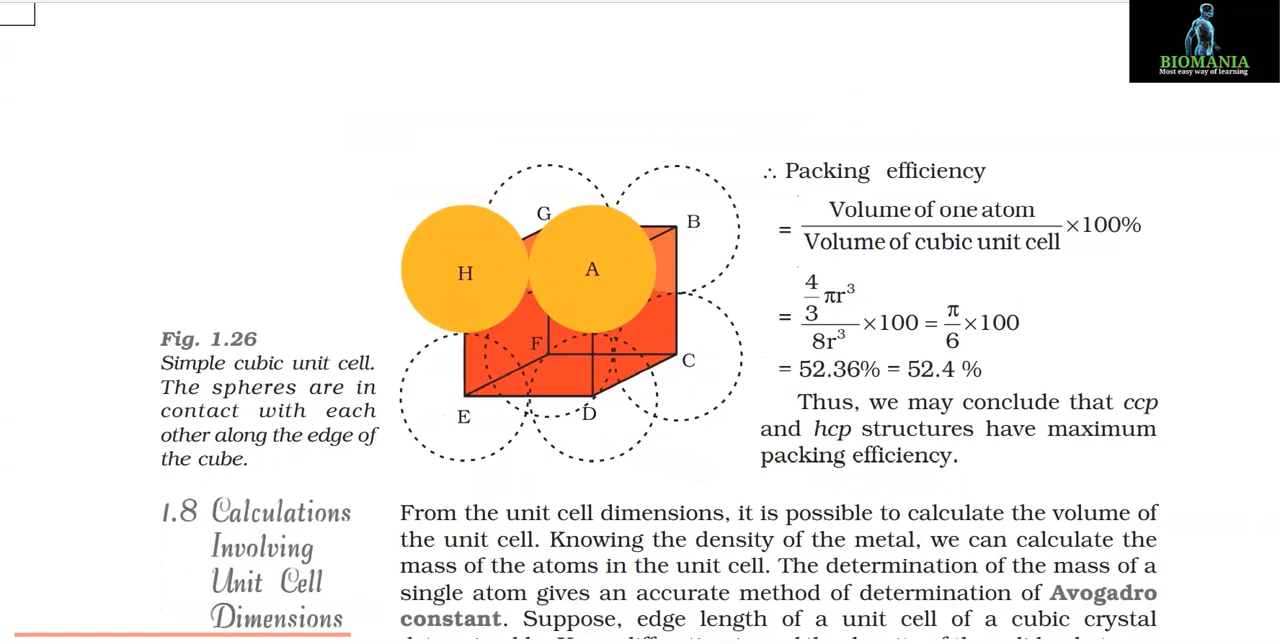 BIOMANIA
Most easy way of learning
G
B
H
A
F
C
E
D
Fig. 1.26
Simple cubic unit cell.
The spheres are in
contact with each
other along the edge of
the cube.
∴ Packing efficiency
= Volume of one atom / Volume of cubic unit cell ×100%
= 4/3 πr³ / 8r³ ×100 = π/6 ×100
= 52.36% = 52.4 %
Thus, we may conclude that ccp
and hcp structures have maximum
packing efficiency.
1.8 Calculations
Involving
Unit Cell
Dimensions
From the unit cell dimensions, it is possible to calculate the volume of
the unit cell. Knowing the density of the metal, we can calculate the
mass of the atoms in the unit cell. The determination of the mass of a
single atom gives an accurate method of determination of Avogadro
constant. Suppose, edge length of a unit cell of a cubic crystal